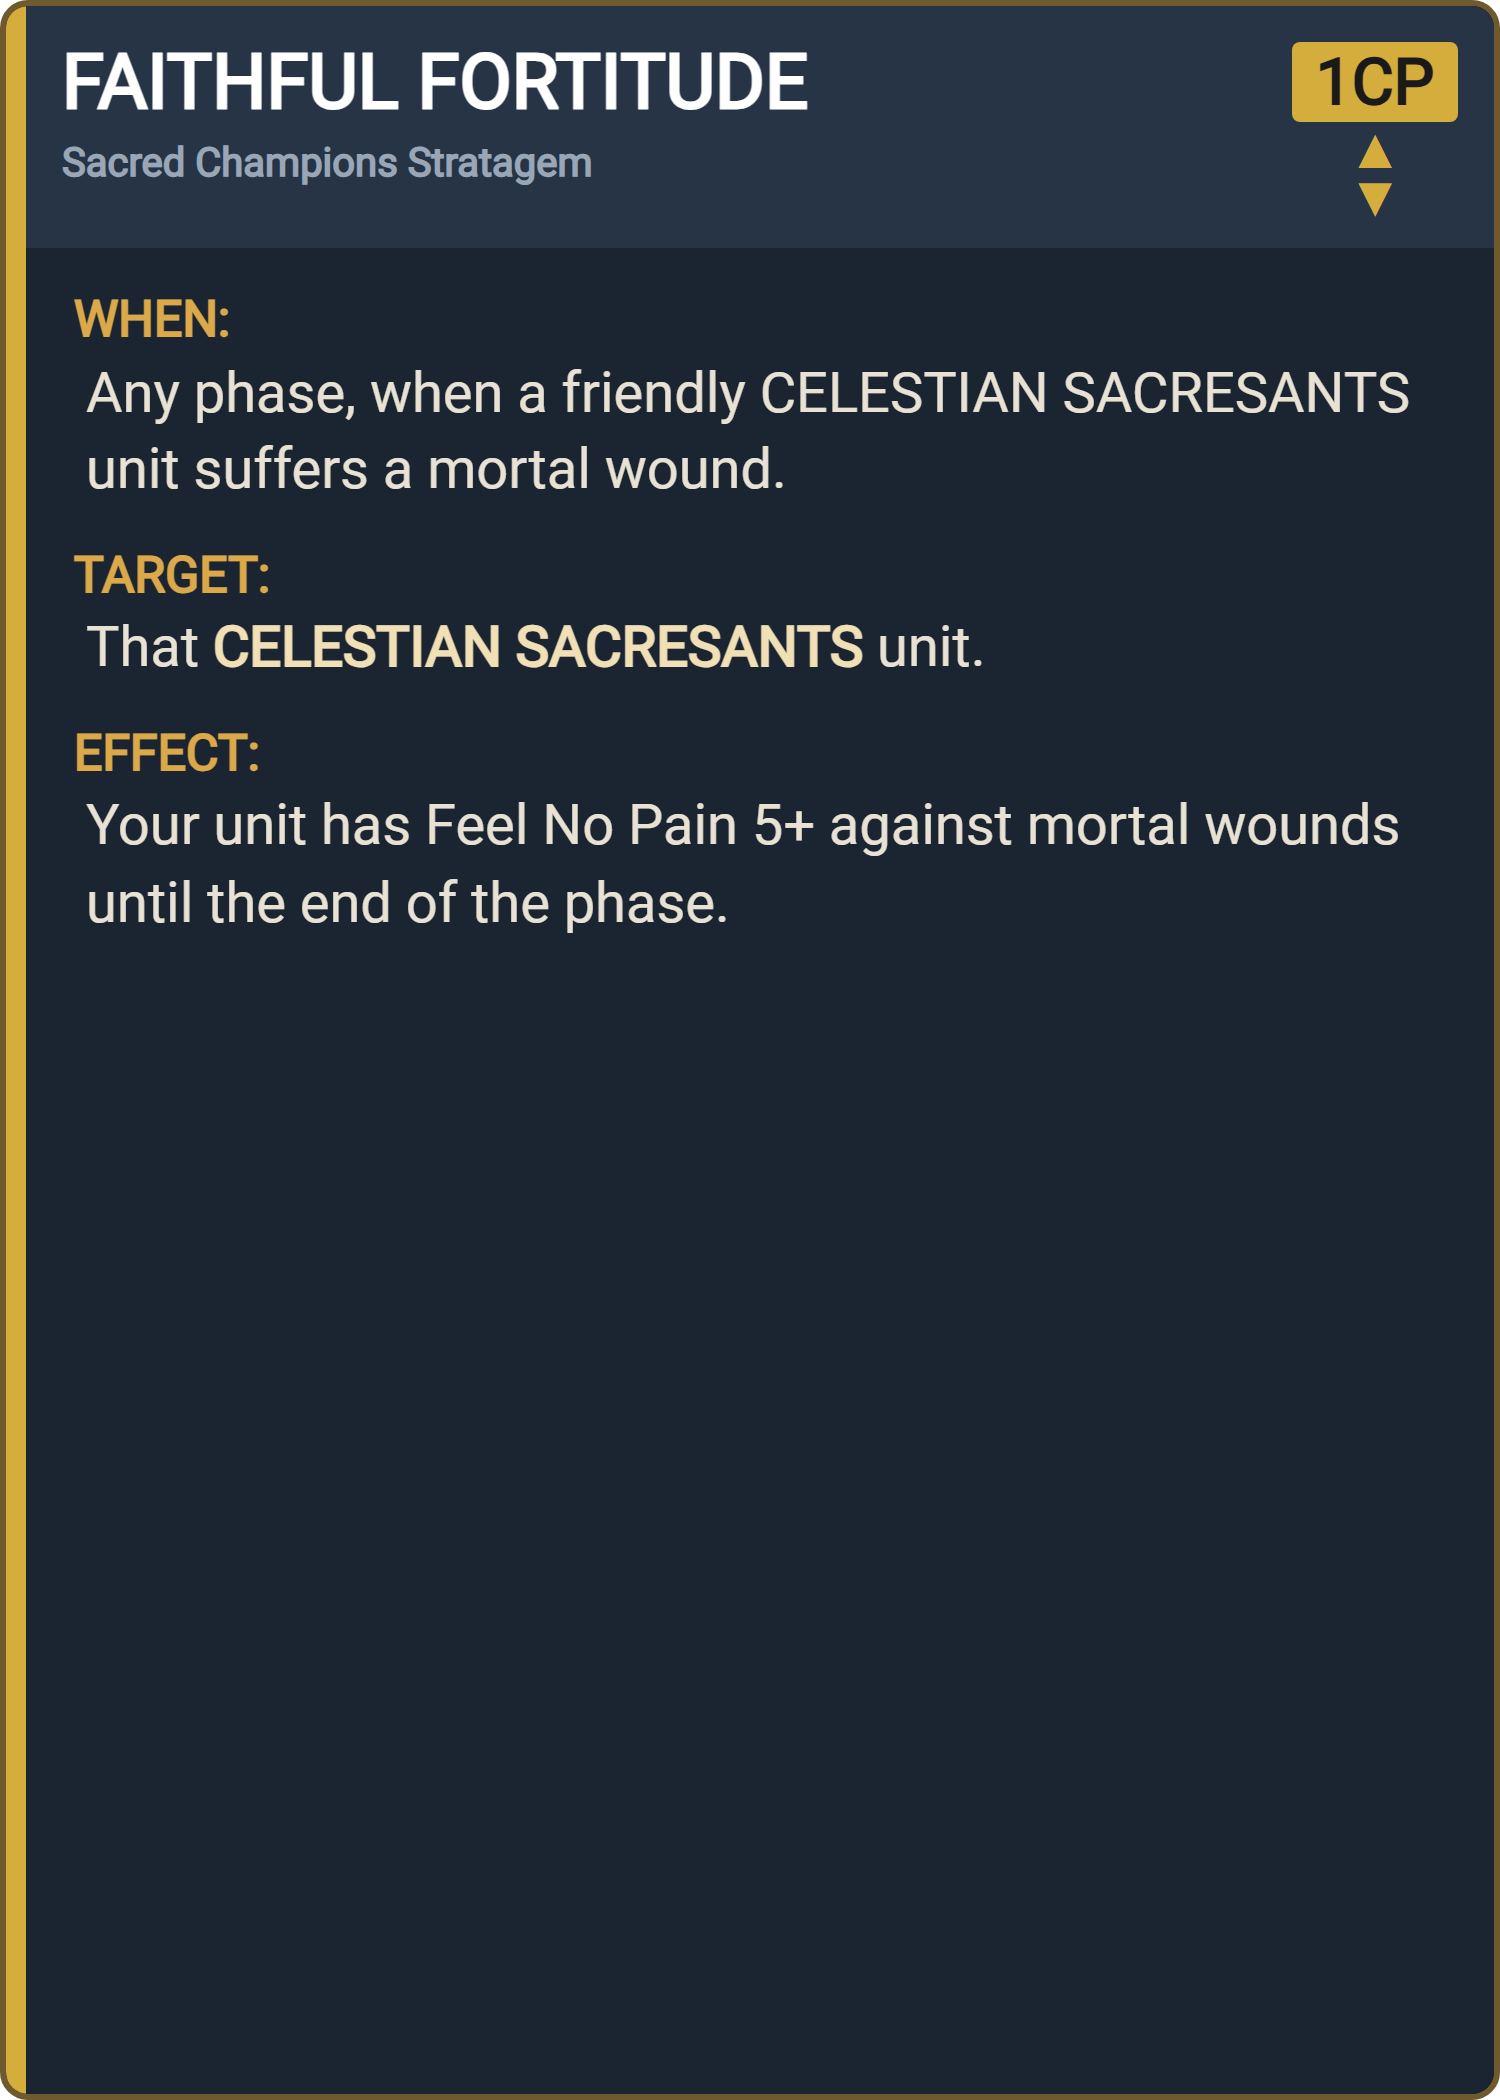 FAITHFUL FORTITUDE
Sacred Champions Stratagem
1CP
WHEN:
Any phase, when a friendly CELESTIAN SACRESANTS
unit suffers a mortal wound.
TARGET:
That CELESTIAN SACRESANTS unit.
EFFECT:
Your unit has Feel No Pain 5+ against mortal wounds
until the end of the phase.